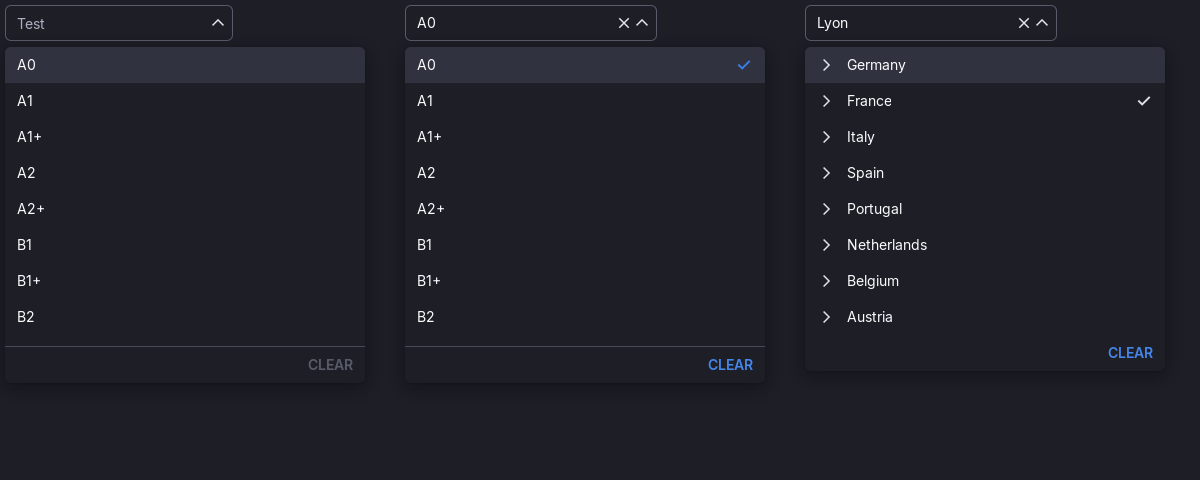 Test
A0
A1
A1+
A2
A2+
B1
B1+
B2
CLEAR
A0
A0
A1
A1+
A2
A2+
B1
B1+
B2
CLEAR
Lyon
Germany
France
Italy
Spain
Portugal
Netherlands
Belgium
Austria
CLEAR